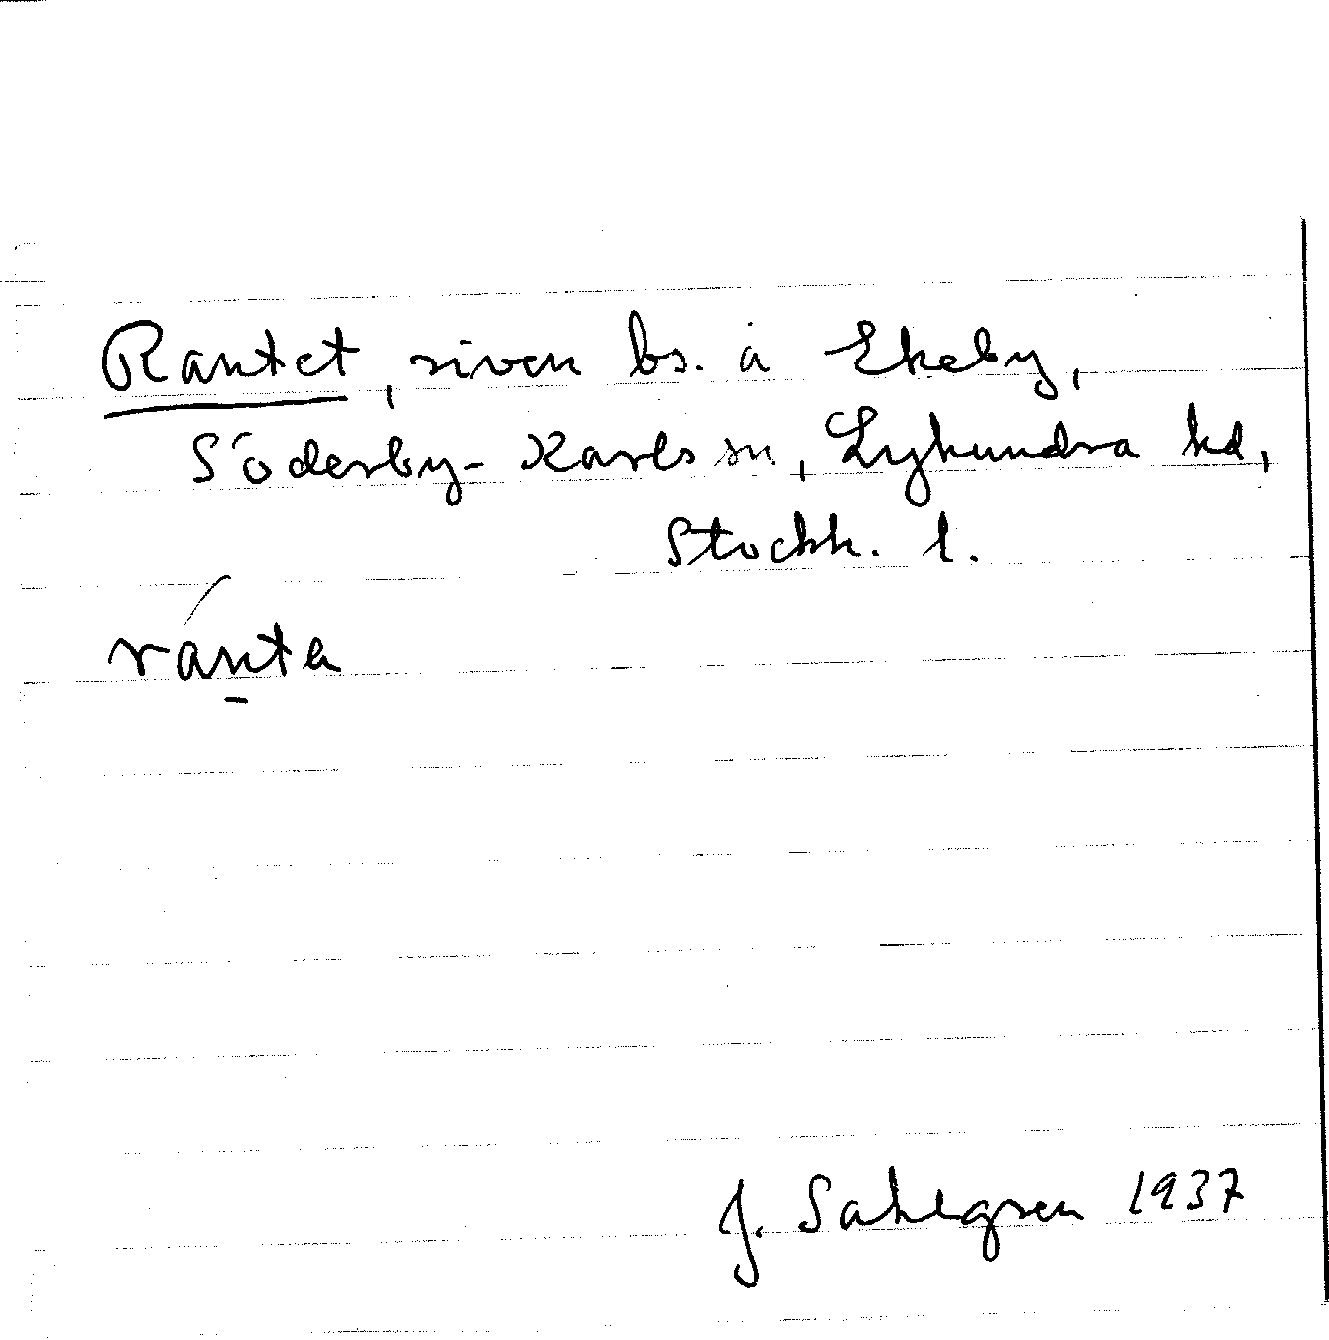 Rantet, riven bs. å Ekeby,
Söderby-Karls sn, Lyhundra hd,
Stockh. l.
ránta
J. Sahlgren 1937